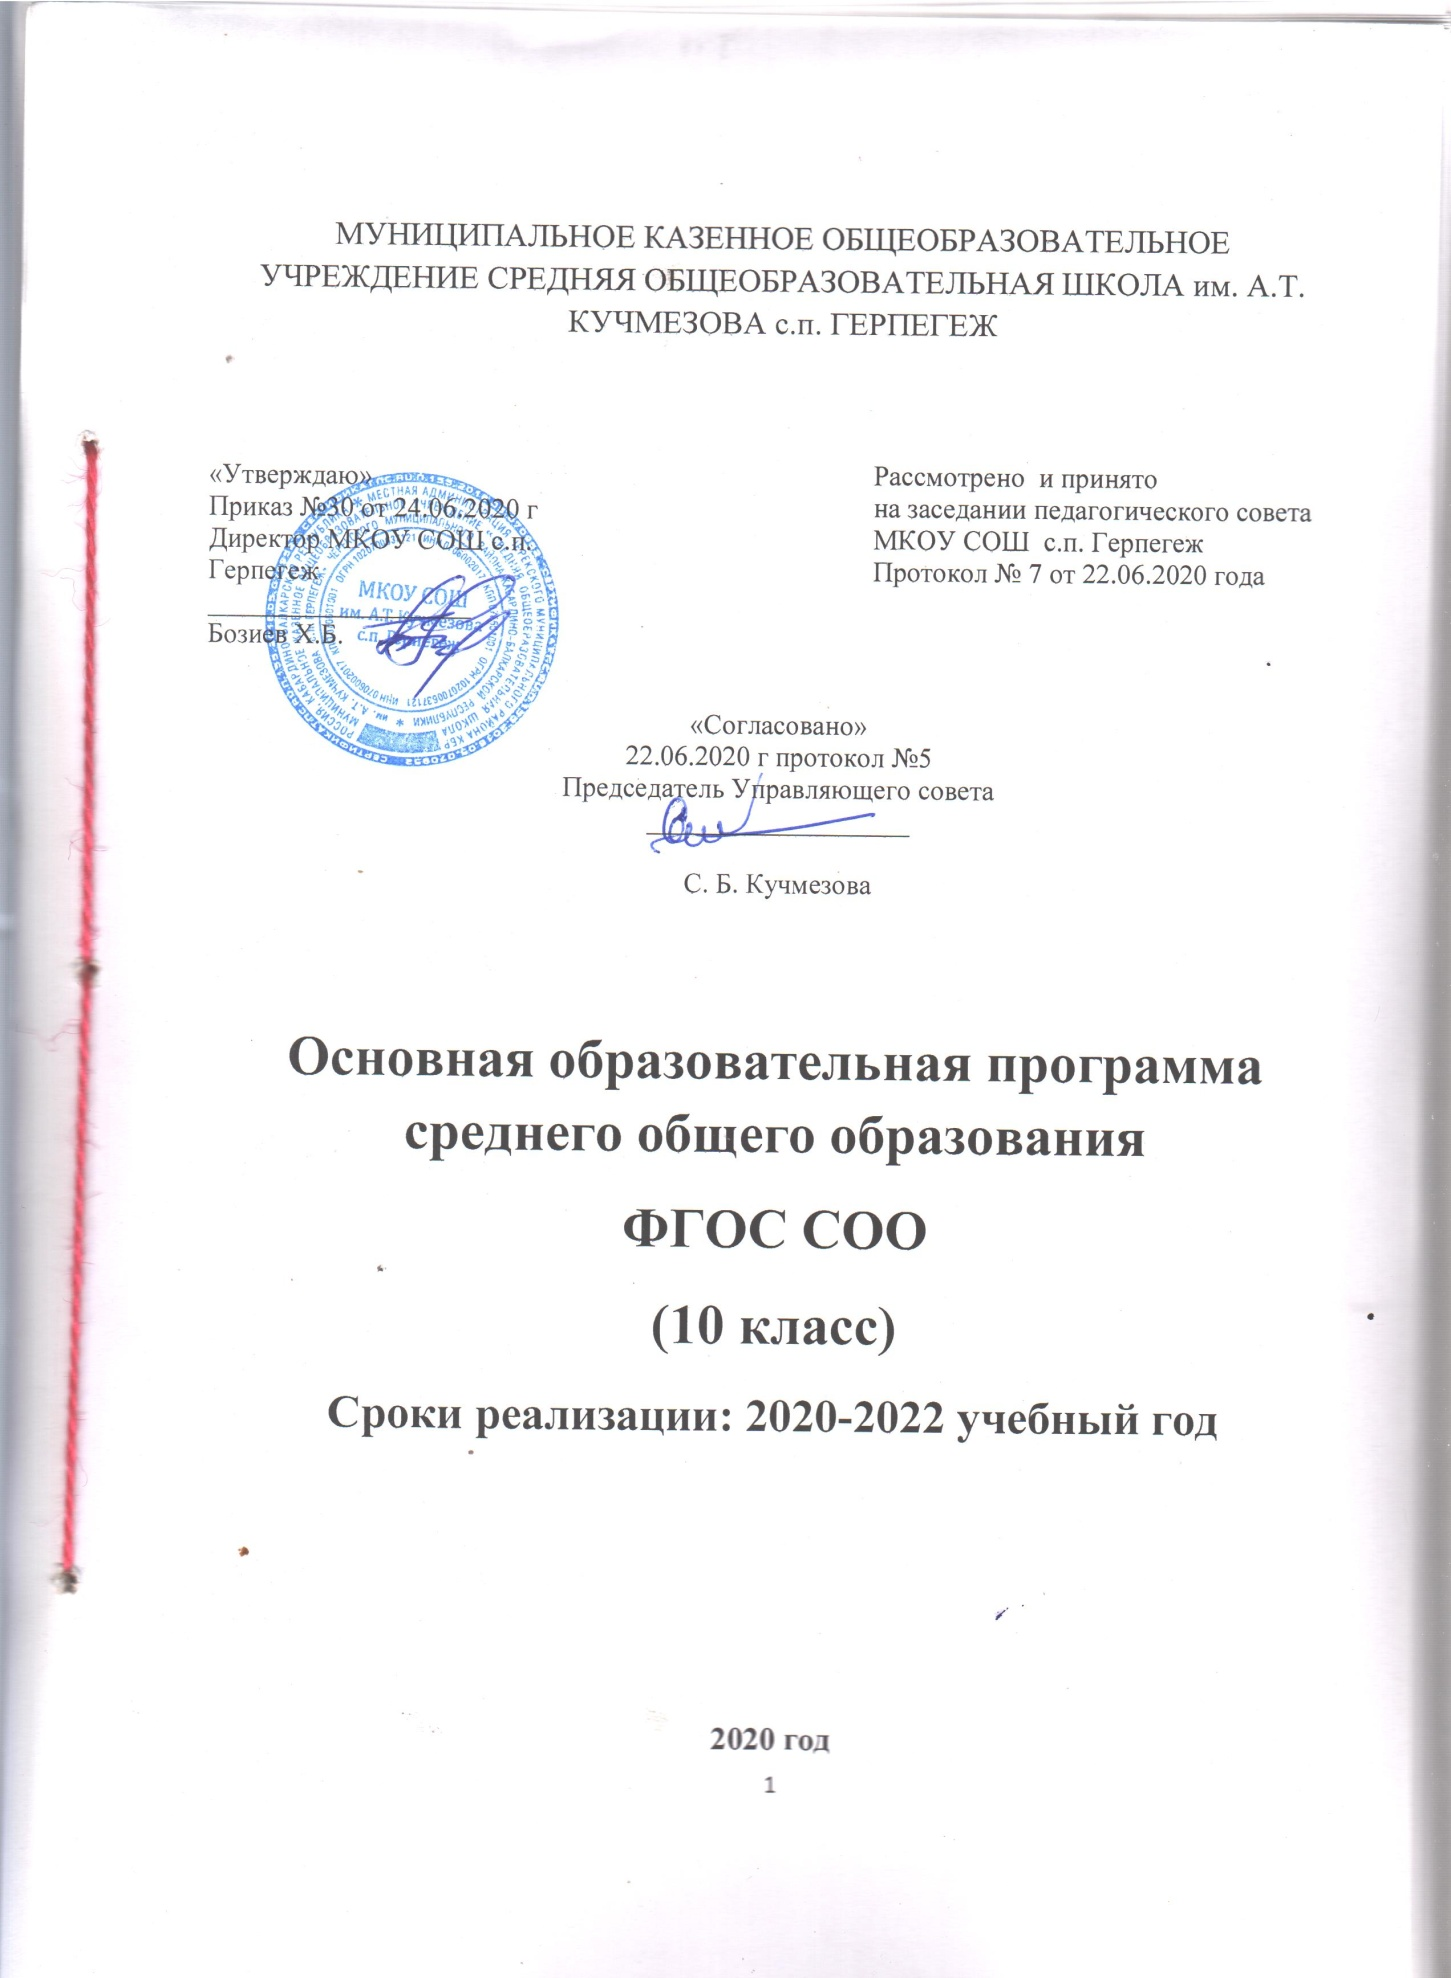 МУНИЦИПАЛЬНОЕ КАЗЕННОЕ ОБЩЕОБРАЗОВАТЕЛЬНОЕ
УЧРЕЖДЕНИЕ СРЕДНЯЯ ОБЩЕОБРАЗОВАТЕЛЬНАЯ ШКОЛА им. А.Т.
КУЧМЕЗОВА с.п. ГЕРПЕГЕЖ
«Утверждаю»
Приказ №30 от 24.06.2020 г
Директор МКОУ СОШ с.п.
Герпегеж
Бозиев Х.Б.
МКОУ СОШ
им. А.Т. Кучмезова
с.п. Герпегеж
Рассмотрено и принято
на заседании педагогического совета
МКОУ СОШ с.п. Герпегеж
Протокол № 7 от 22.06.2020 года
«Согласовано»
22.06.2020 г протокол №5
Председатель Управляющего совета
С. Б. Кучмезова
Основная образовательная программа
среднего общего образования
ФГОС СОО
(10 класс)
Сроки реализации: 2020-2022 учебный год
2020 год
1